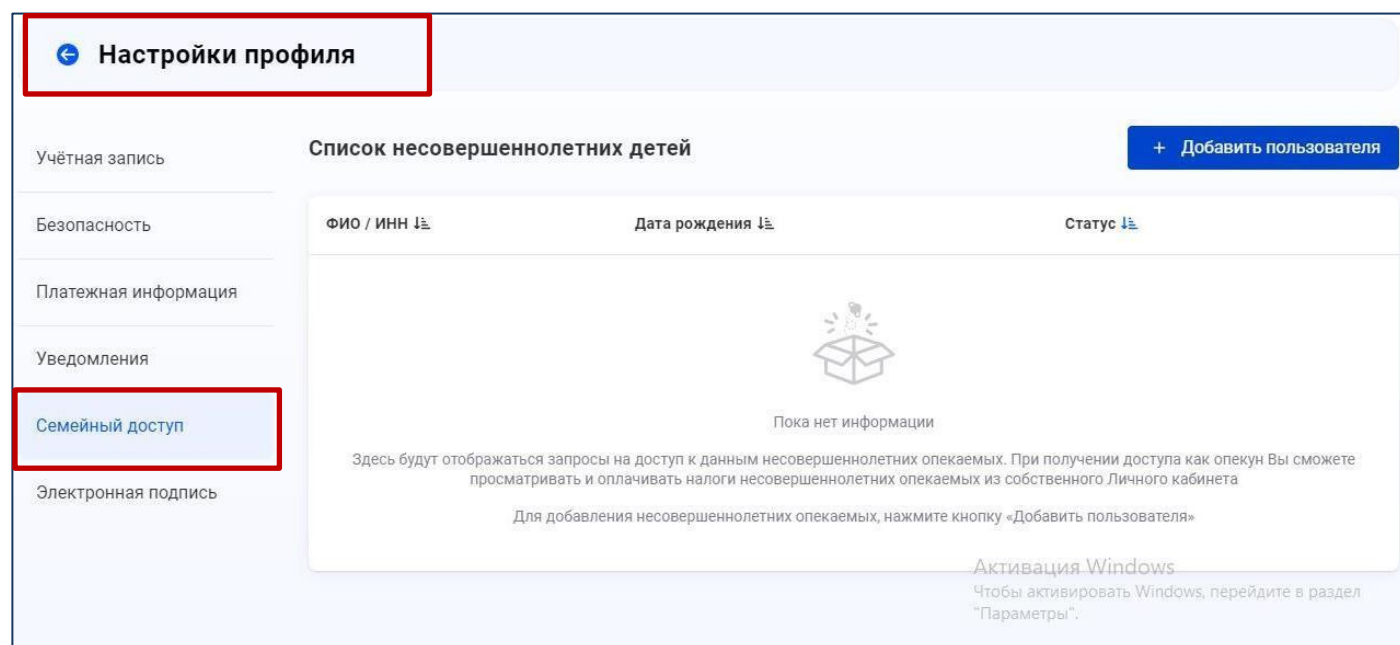 Настройки профиля
Учётная запись
Безопасность
Платежная информация
Уведомления
Семейный доступ
Электронная подпись
Список несовершеннолетних детей
+ Добавить пользователя
ФИО / ИНН Дата рождения Статус
Пока нет информации
Здесь будут отображаться запросы на доступ к данным несовершеннолетних опекаемых. При получении доступа как опекун Вы сможете
просматривать и оплачивать налоги несовершеннолетних опекаемых из собственного Личного кабинета
Для добавления несовершеннолетних опекаемых, нажмите кнопку «Добавить пользователя»
Активация Windows
Чтобы активировать Windows, перейдите в раздел
"Параметры".